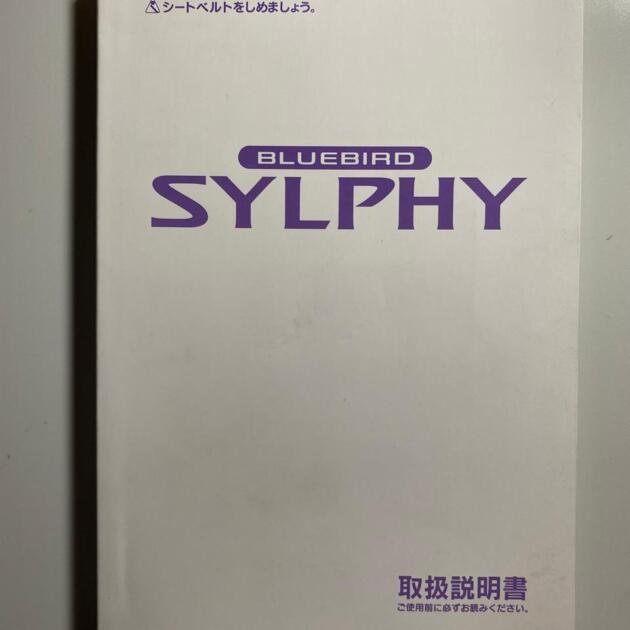 シートベルトをしめましょう。
BLUEBIRD
SYLPHY
取扱説明書
ご使用前に必ずお読みください。